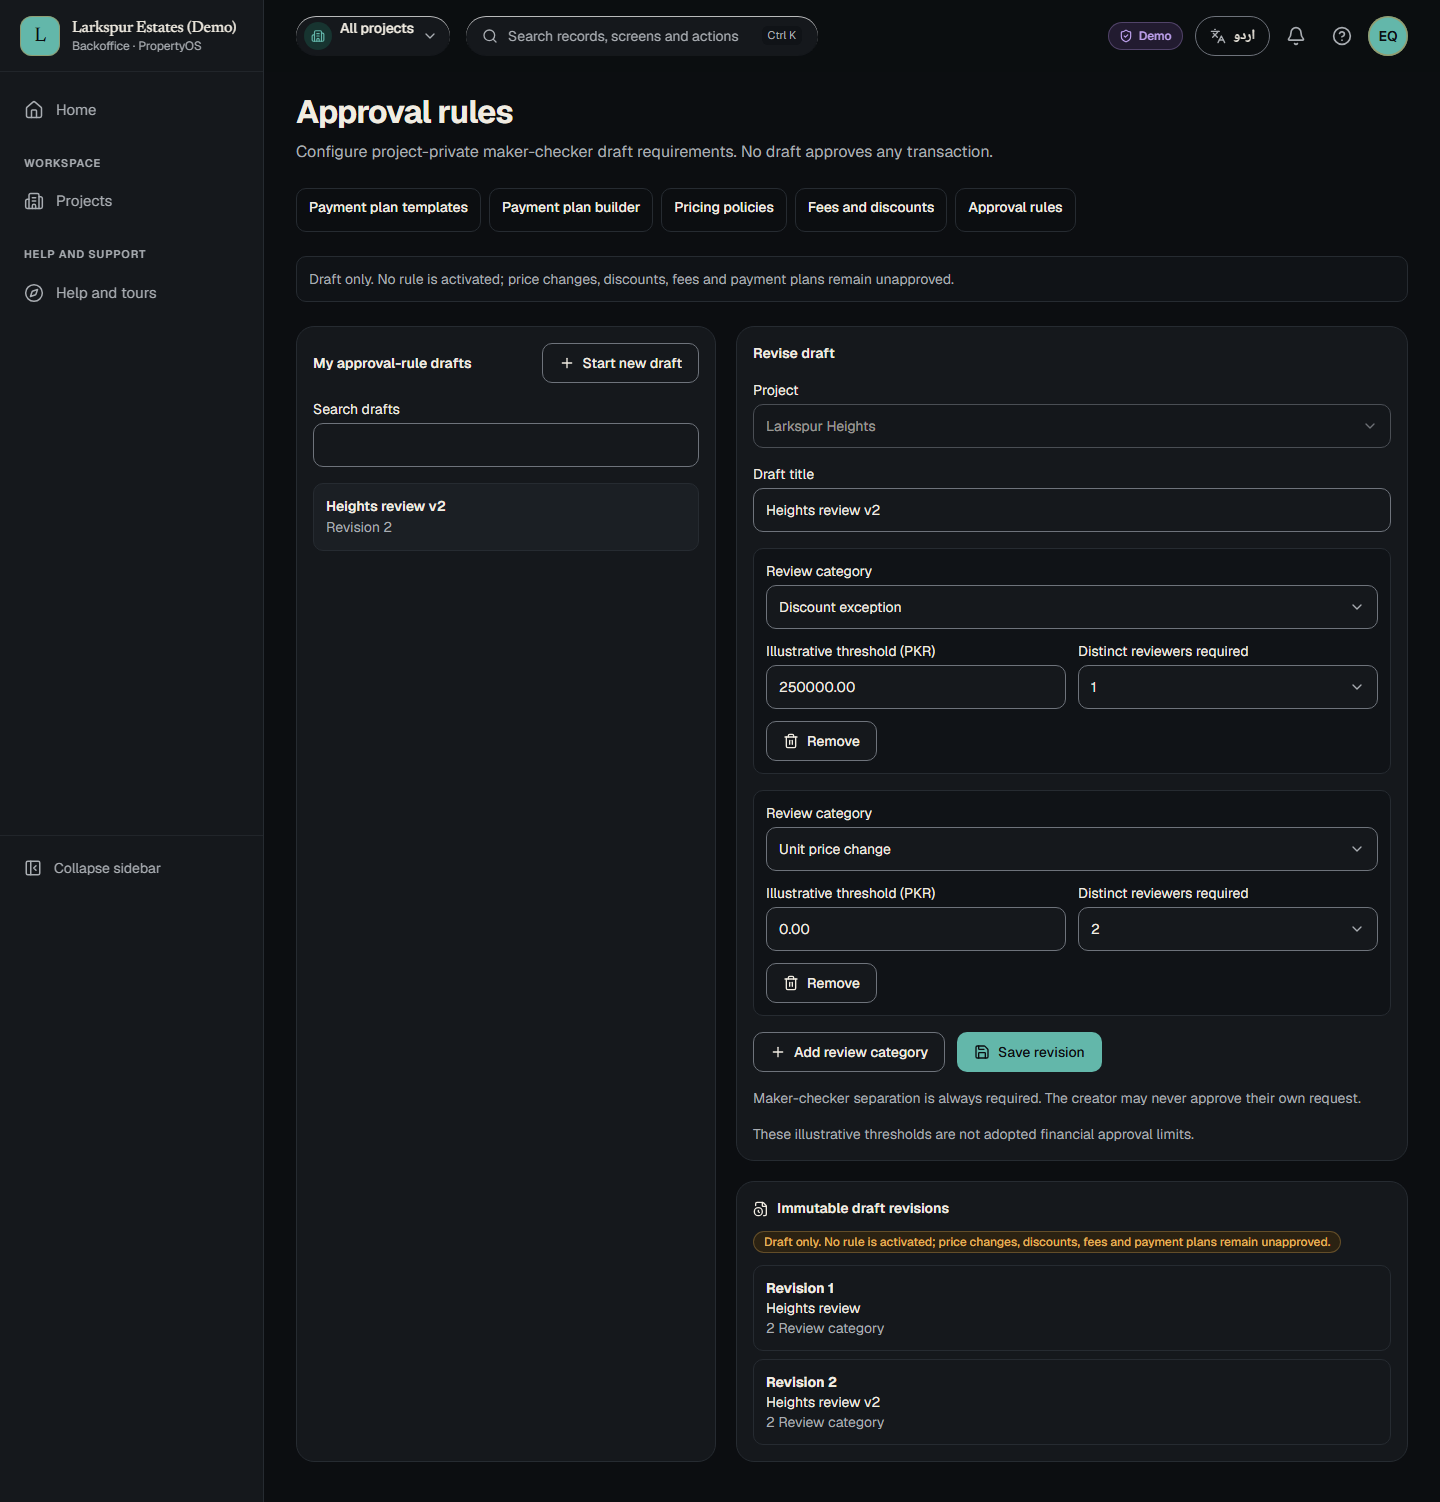 L
Larkspur Estates (Demo)
Backoffice · PropertyOS
All projects
Search records, screens and actions
Ctrl K
Demo
اردو
EQ
Home
WORKSPACE
Projects
HELP AND SUPPORT
Help and tours
Collapse sidebar
Approval rules
Configure project-private maker-checker draft requirements. No draft approves any transaction.
Payment plan templates
Payment plan builder
Pricing policies
Fees and discounts
Approval rules
Draft only. No rule is activated; price changes, discounts, fees and payment plans remain unapproved.
My approval-rule drafts
Start new draft
Search drafts
Heights review v2
Revision 2
Revise draft
Project
Larkspur Heights
Draft title
Heights review v2
Review category
Discount exception
Illustrative threshold (PKR)
Distinct reviewers required
250000.00
1
Remove
Review category
Unit price change
Illustrative threshold (PKR)
Distinct reviewers required
0.00
2
Remove
Add review category
Save revision
Maker-checker separation is always required. The creator may never approve their own request.
These illustrative thresholds are not adopted financial approval limits.
Immutable draft revisions
Draft only. No rule is activated; price changes, discounts, fees and payment plans remain unapproved.
Revision 1
Heights review
2 Review category
Revision 2
Heights review v2
2 Review category